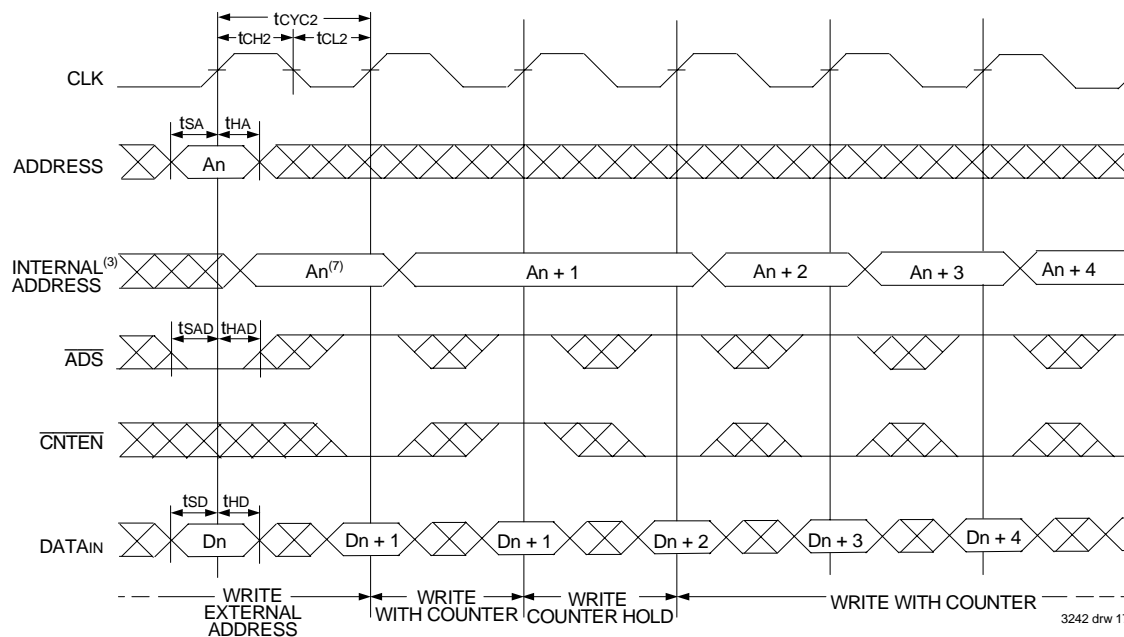 tCYC2
tCH2 tCL2
CLK
tSA tHA
ADDRESS An
INTERNAL(3) ADDRESS An(7) An + 1 An + 2 An + 3 An + 4
tSAD tHAD
ADS
CNTEN
tSD tHD
DATAIN Dn Dn + 1 Dn + 1 Dn + 2 Dn + 3 Dn + 4
WRITE EXTERNAL ADDRESS
WRITE WITH COUNTER
WRITE COUNTER HOLD
WRITE WITH COUNTER
3242 drw 17